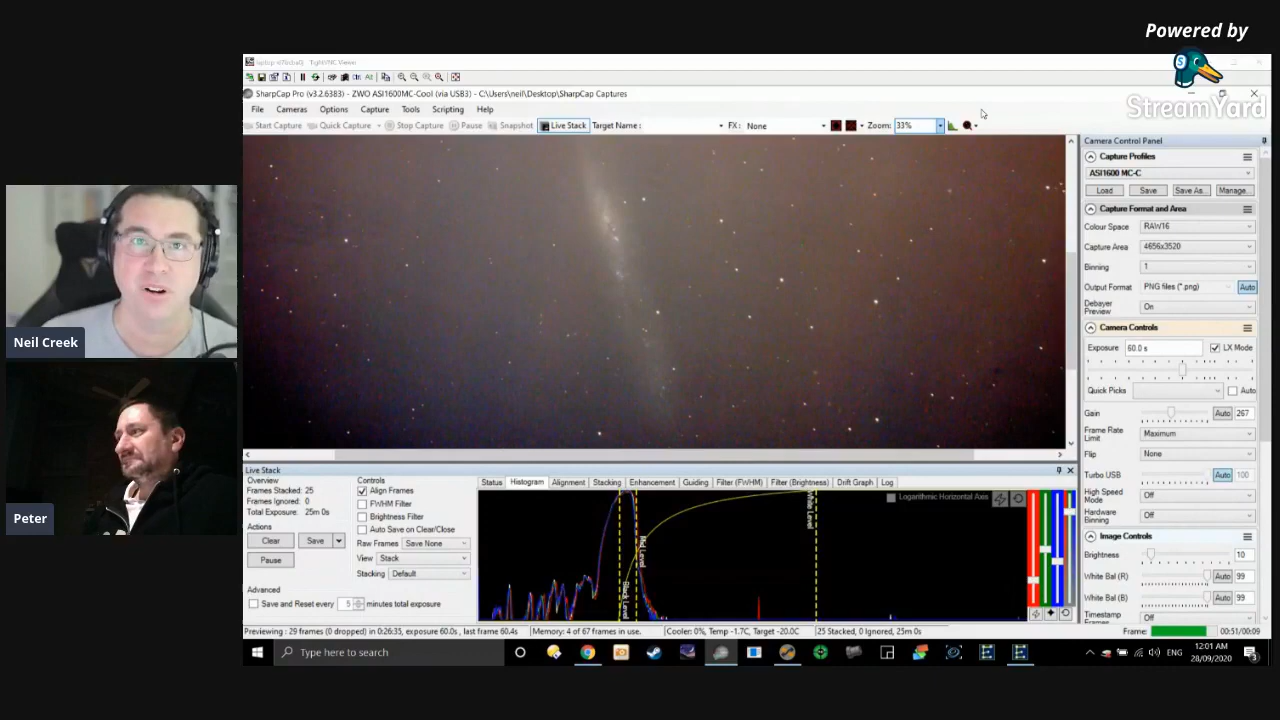 Powered by
StreamYard
SharpCap Pro (v3.2.6383) - ZWO ASI1600MC-Cool (via USB3) - C:\Users\neil\Desktop\SharpCap Captures
File Cameras Options Capture Tools Scripting Help
Start Capture Quick Capture Stop Capture Pause Snapshot Live Stack Target Name : FX: None Zoom: 33%
Camera Control Panel
Capture Profiles
ASI1600 MC-C
Load Save Save As... Manage...
Capture Format and Area
Colour Space RAW16
Capture Area 4656x3520
Binning 1
Output Format PNG files (*.png) Auto
Debayer Preview On
Camera Controls
Exposure 60.0 s LX Mode
Quick Picks Auto
Gain Auto 267
Frame Rate Limit Maximum
Flip None
Turbo USB Auto 100
High Speed Mode Off
Hardware Binning Off
Image Controls
Brightness 10
White Bal (R) Auto 99
White Bal (B) Auto 99
Timestamp Frames Off
Neil Creek
Peter
Live Stack
Overview
Frames Stacked: 25
Frames Ignored: 0
Total Exposure: 25m 0s
Actions
Clear Save
Pause
Advanced
Save and Reset every 5 minutes total exposure
Controls
Align Frames
FWHM Filter
Brightness Filter
Auto Save on Clear/Close
Raw Frames Save None
View Stack
Stacking Default
Status Histogram Alignment Stacking Enhancement Guiding Filter (FWHM) Filter (Brightness) Drift Graph Log
Logarithmic Horizontal Axis
Black Level
Mid Level
White Level
Previewing : 29 frames (0 dropped) in 0:26:35, exposure 60.0s , last frame 60.4s
Memory: 4 of 67 frames in use.
Cooler: 0%, Temp -1.7C, Target -20.0C
25 Stacked, 0 Ignored, 25m 0s
Frame: 00:51/00:09
Type here to search
ENG
12:01 AM
28/09/2020